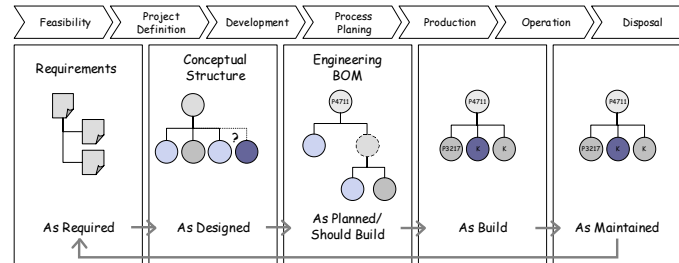 Feasibility
Project
Definition
Development
Process
Planing
Production
Operation
Disposal
Requirements
Conceptual
Structure
Engineering
BOM
?
P4711
P4711
P3217
K
K
P4711
P3217
K
K
As Required
As Designed
As Planned/
Should Build
As Build
As Maintained